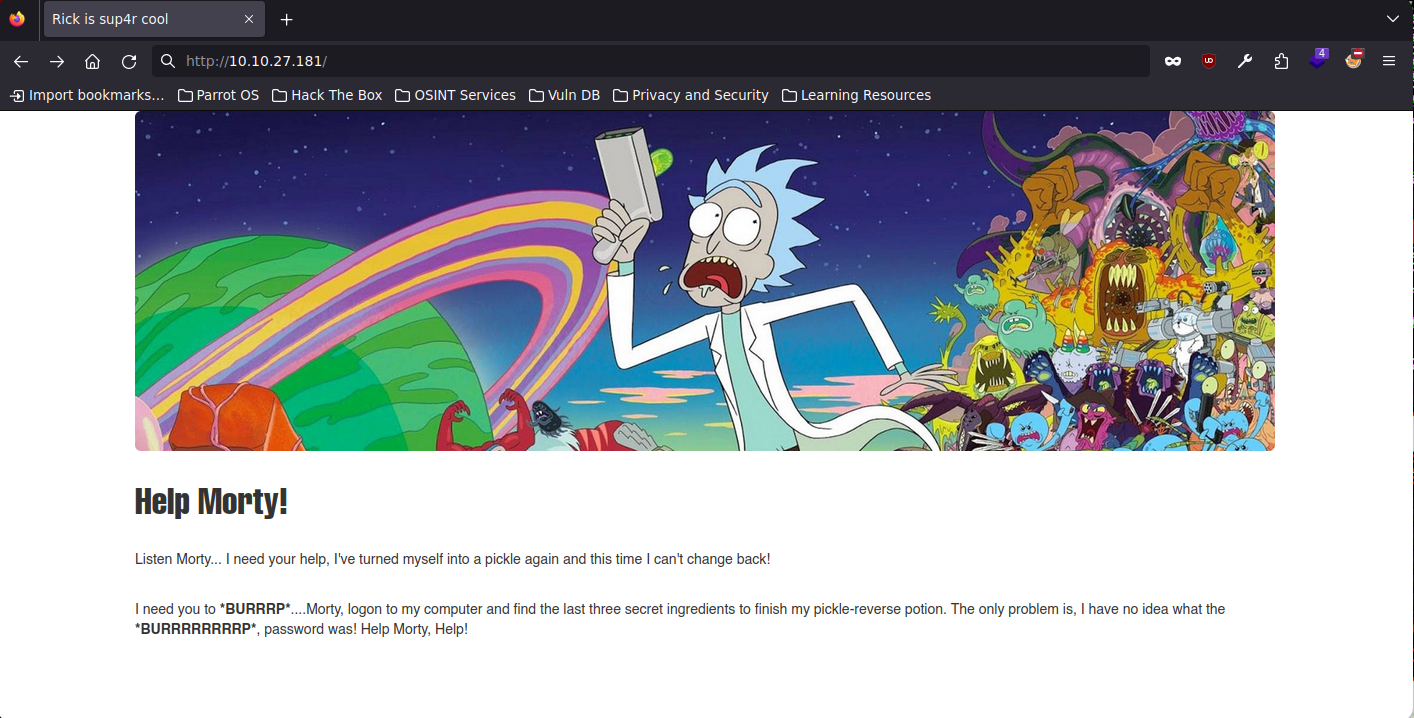 Rick is sup4r cool
http://10.10.27.181/
4
Import bookmarks... Parrot OS Hack The Box OSINT Services Vuln DB Privacy and Security Learning Resources
Help Morty!
Listen Morty... I need your help, I've turned myself into a pickle again and this time I can't change back!
I need you to *BURRRP*....Morty, logon to my computer and find the last three secret ingredients to finish my pickle-reverse potion. The only problem is, I have no idea what the
*BURRRRRRRRP*, password was! Help Morty, Help!